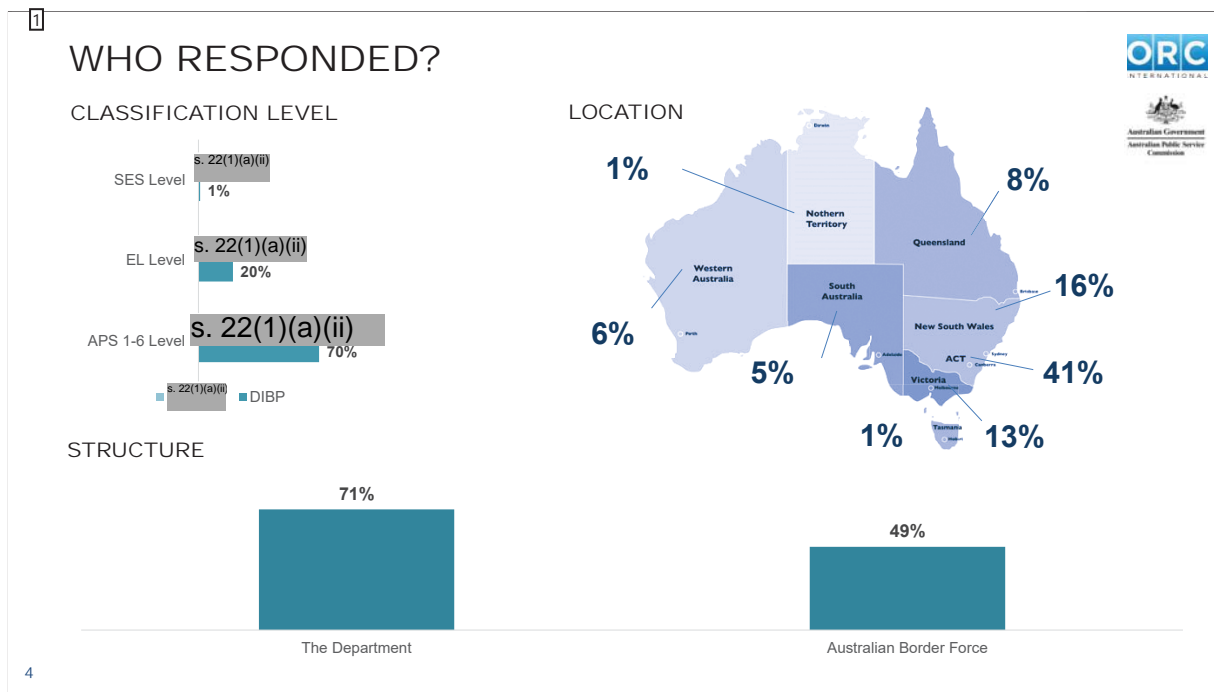 1
WHO RESPONDED?
ORC
INTERNATIONAL
Australian Government
Australian Public Service
Commission
CLASSIFICATION LEVEL
s. 22(1)(a)(ii)
SES Level
1%
s. 22(1)(a)(ii)
EL Level
20%
s. 22(1)(a)(ii)
APS 1-6 Level
70%
s. 22(1)(a)(ii)
DIBP
LOCATION
Darwin
1%
8%
Nothern
Territory
Queensland
Western
Australia
South
Australia
Brisbane
16%
New South Wales
6%
Perth
Sydney
ACT
Canberra
41%
Adelaide
5%
Victoria
Melbourne
1%
Tasmania
Hobart
13%
STRUCTURE
71%
49%
The Department
Australian Border Force
4